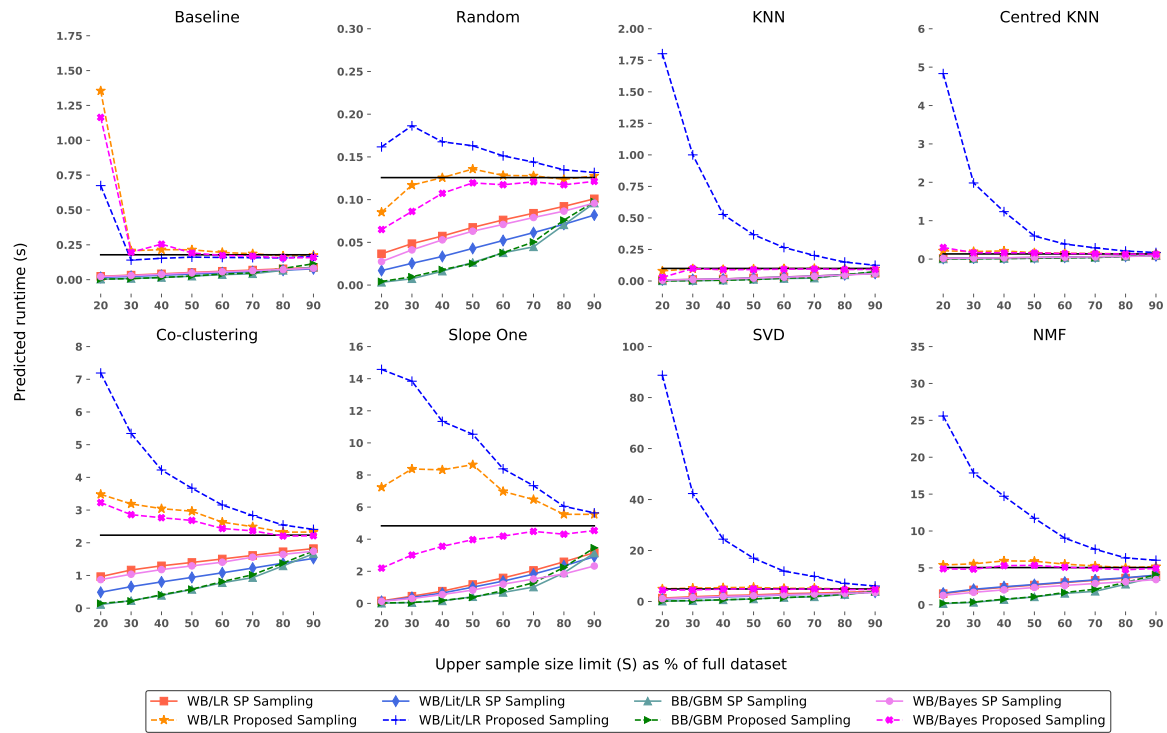 Baseline
Random
KNN
Centred KNN
1.75
1.50
1.25
1.00
0.75
0.50
0.25
0.00
20 30 40 50 60 70 80 90
0.30
0.25
0.20
0.15
0.10
0.05
0.00
20 30 40 50 60 70 80 90
2.00
1.75
1.50
1.25
1.00
0.75
0.50
0.25
0.00
20 30 40 50 60 70 80 90
6
5
4
3
2
1
0
20 30 40 50 60 70 80 90
Predicted runtime (s)
Co-clustering
Slope One
SVD
NMF
8
7
6
5
4
3
2
1
0
20 30 40 50 60 70 80 90
16
14
12
10
8
6
4
2
0
20 30 40 50 60 70 80 90
100
80
60
40
20
0
20 30 40 50 60 70 80 90
35
30
25
20
15
10
5
0
20 30 40 50 60 70 80 90
Upper sample size limit (S) as % of full dataset
WB/LR SP Sampling
WB/LR Proposed Sampling
WB/Lit/LR SP Sampling
WB/Lit/LR Proposed Sampling
BB/GBM SP Sampling
BB/GBM Proposed Sampling
WB/Bayes SP Sampling
WB/Bayes Proposed Sampling